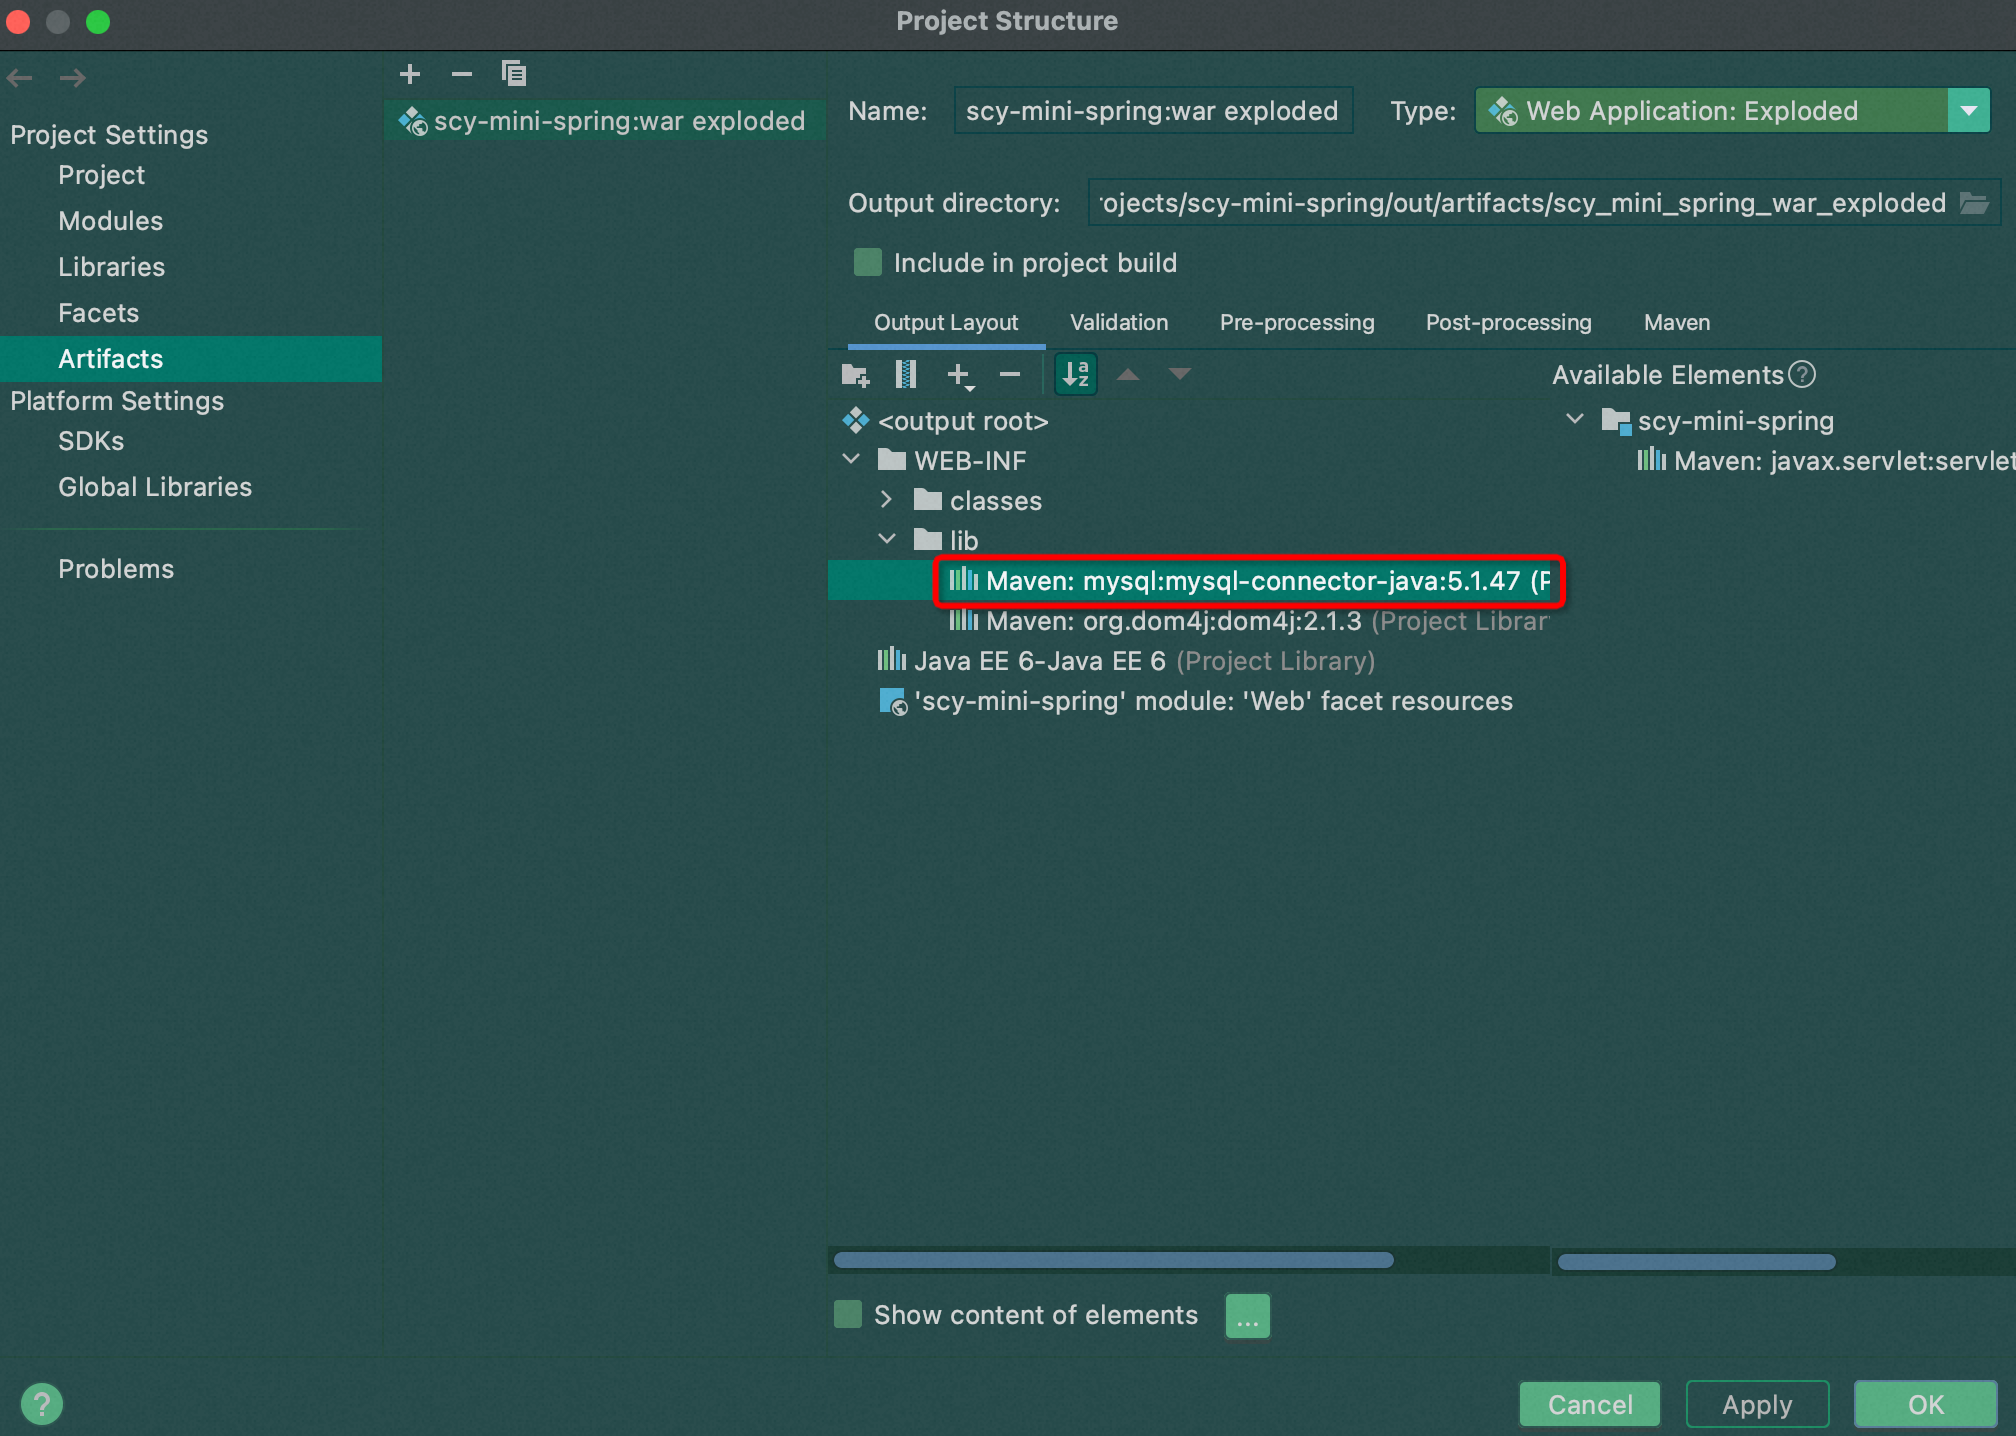 Project Structure
Project Settings
Project
Modules
Libraries
Facets
Artifacts
Platform Settings
SDKs
Global Libraries
Problems
scy-mini-spring:war exploded
Name: scy-mini-spring:war exploded Type: Web Application: Exploded
Output directory: rojects/scy-mini-spring/out/artifacts/scy_mini_spring_war_exploded
Include in project build
Output Layout Validation Pre-processing Post-processing Maven
Available Elements ?
<output root>
WEB-INF
classes
lib
Maven: mysql:mysql-connector-java:5.1.47 (P
Maven: org.dom4j:dom4j:2.1.3 (Project Librar
Java EE 6-Java EE 6 (Project Library)
'scy-mini-spring' module: 'Web' facet resources
scy-mini-spring
Maven: javax.servlet:servlet
Show content of elements ...
? Cancel Apply OK